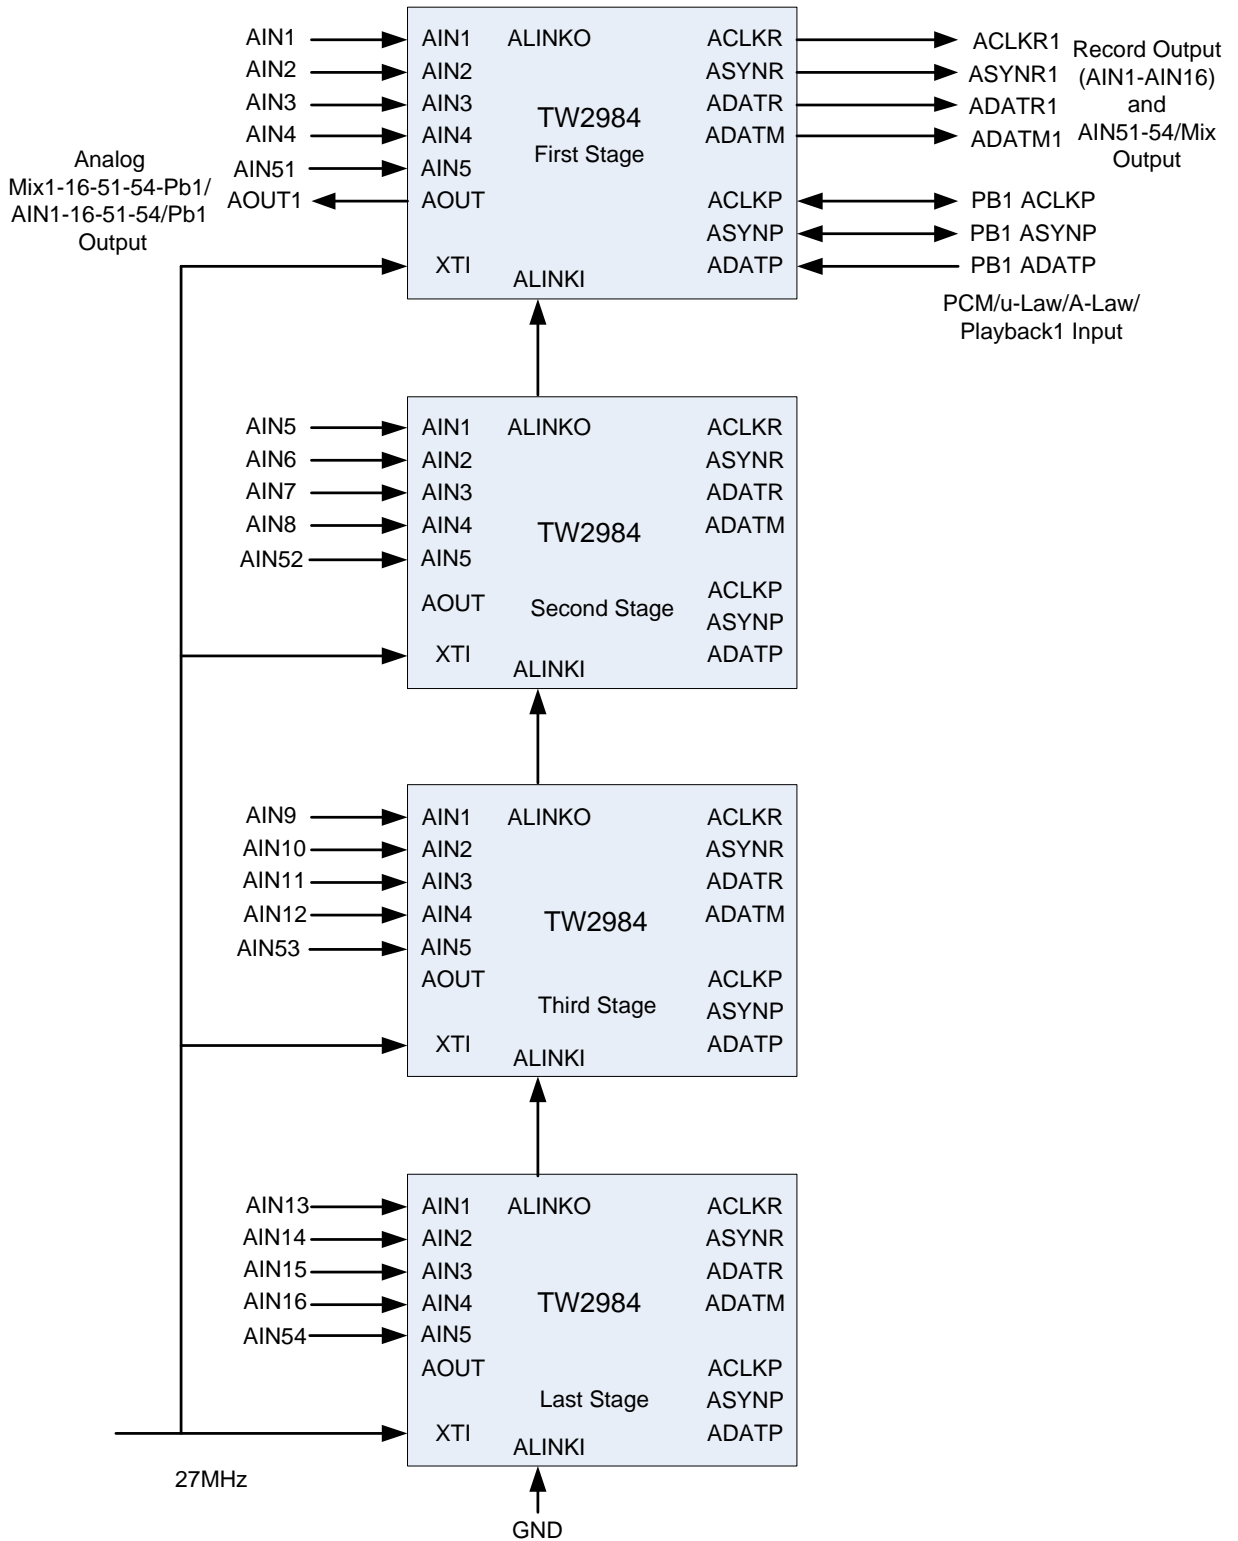 AIN1 AIN1 ALINKO ACLKR ACLKR1 Record Output
AIN2 AIN2 ASYNR ASYNR1 (AIN1-AIN16)
AIN3 AIN3 TW2984 ADATR ADATR1 and
AIN4 AIN4 First Stage ADATM ADATM1 AIN51-54/Mix
Output
Analog
Mix1-16-51-54-Pb1/
AIN1-16-51-54/Pb1
Output
AIN51 AIN5
AOUT1 AOUT ACLKP PB1 ACLKP
ASYNP PB1 ASYNP
XTI ALINKI ADATP PB1 ADATP
PCM/u-Law/A-Law/
Playback1 Input
AIN5 AIN1 ALINKO ACLKR
AIN6 AIN2 ASYNR
AIN7 AIN3 ADATR
AIN8 AIN4 TW2984 ADATM
AIN52 AIN5
AOUT Second Stage ACLKP
ASYNP
XTI ALINKI ADATP
AIN9 AIN1 ALINKO ACLKR
AIN10 AIN2 ASYNR
AIN11 AIN3 ADATR
AIN12 AIN4 TW2984 ADATM
AIN53 AIN5
AOUT ACLKP
Third Stage ASYNP
XTI ALINKI ADATP
AIN13 AIN1 ALINKO ACLKR
AIN14 AIN2 ASYNR
AIN15 AIN3 ADATR
AIN16 AIN4 TW2984 ADATM
AIN54 AIN5
AOUT ACLKP
Last Stage ASYNP
XTI ALINKI ADATP
27MHz
GND